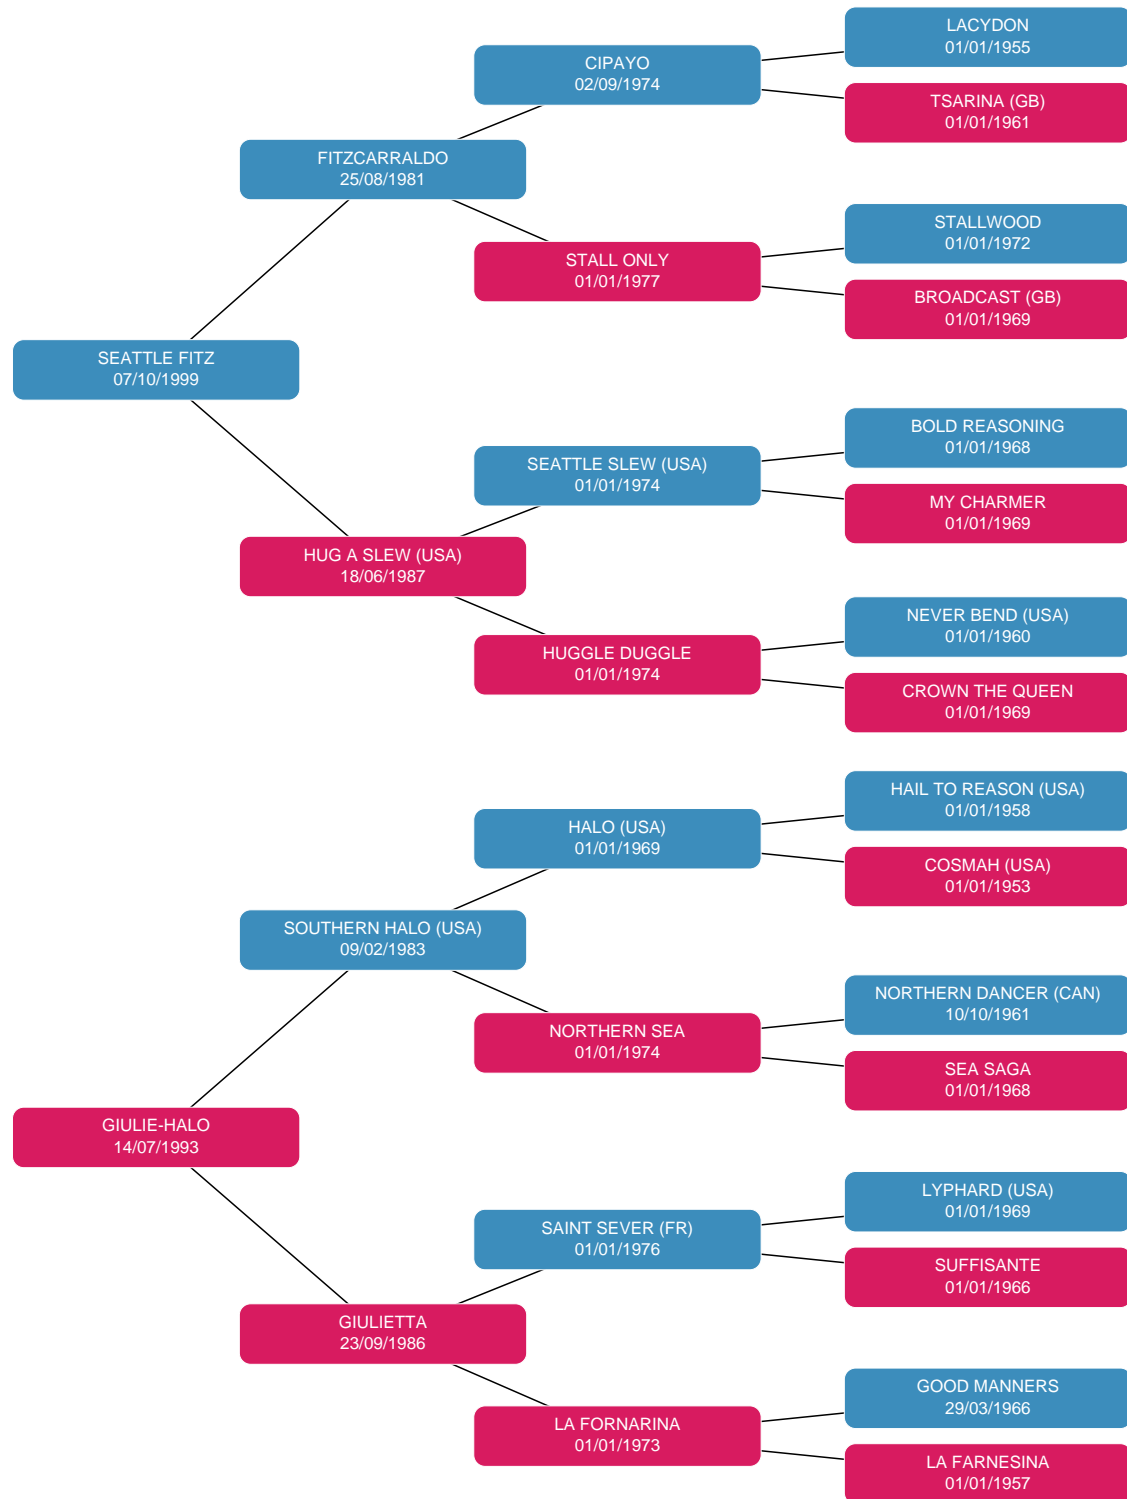 LACYDON
01/01/1955
CIPAYO
02/09/1974
TSARINA (GB)
01/01/1961
FITZCARRALDO
25/08/1981
STALLWOOD
01/01/1972
STALL ONLY
01/01/1977
BROADCAST (GB)
01/01/1969
SEATTLE FITZ
07/10/1999
BOLD REASONING
01/01/1968
SEATTLE SLEW (USA)
01/01/1974
MY CHARMER
01/01/1969
HUG A SLEW (USA)
18/06/1987
NEVER BEND (USA)
01/01/1960
HUGGLE DUGGLE
01/01/1974
CROWN THE QUEEN
01/01/1969
HAIL TO REASON (USA)
01/01/1958
HALO (USA)
01/01/1969
COSMAH (USA)
01/01/1953
SOUTHERN HALO (USA)
09/02/1983
NORTHERN DANCER (CAN)
10/10/1961
NORTHERN SEA
01/01/1974
SEA SAGA
01/01/1968
GIULIE-HALO
14/07/1993
LYPHARD (USA)
01/01/1969
SAINT SEVER (FR)
01/01/1976
SUFFISANTE
01/01/1966
GIULIETTA
23/09/1986
GOOD MANNERS
29/03/1966
LA FORNARINA
01/01/1973
LA FARNESINA
01/01/1957